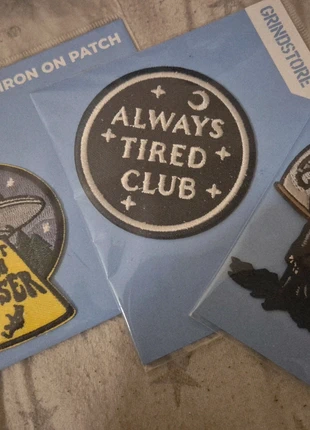 IRON ON PATCH
GRINDSTORE
ALWAYS
TIRED
CLUB